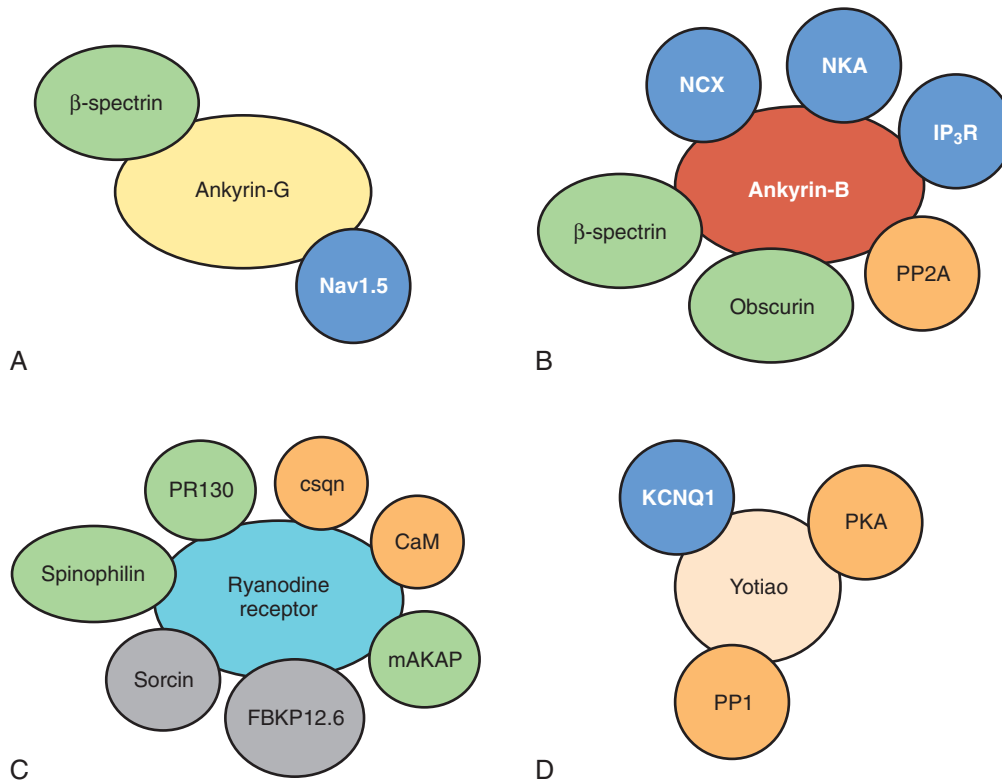 β-spectrin
Ankyrin-G
Nav1.5
A
NCX
NKA
IP₃R
Ankyrin-B
β-spectrin
Obscurin
PP2A
B
PR130
csqn
CaM
Spinophilin
Ryanodine
receptor
mAKAP
Sorcin
FBKP12.6
C
KCNQ1
PKA
Yotiao
PP1
D